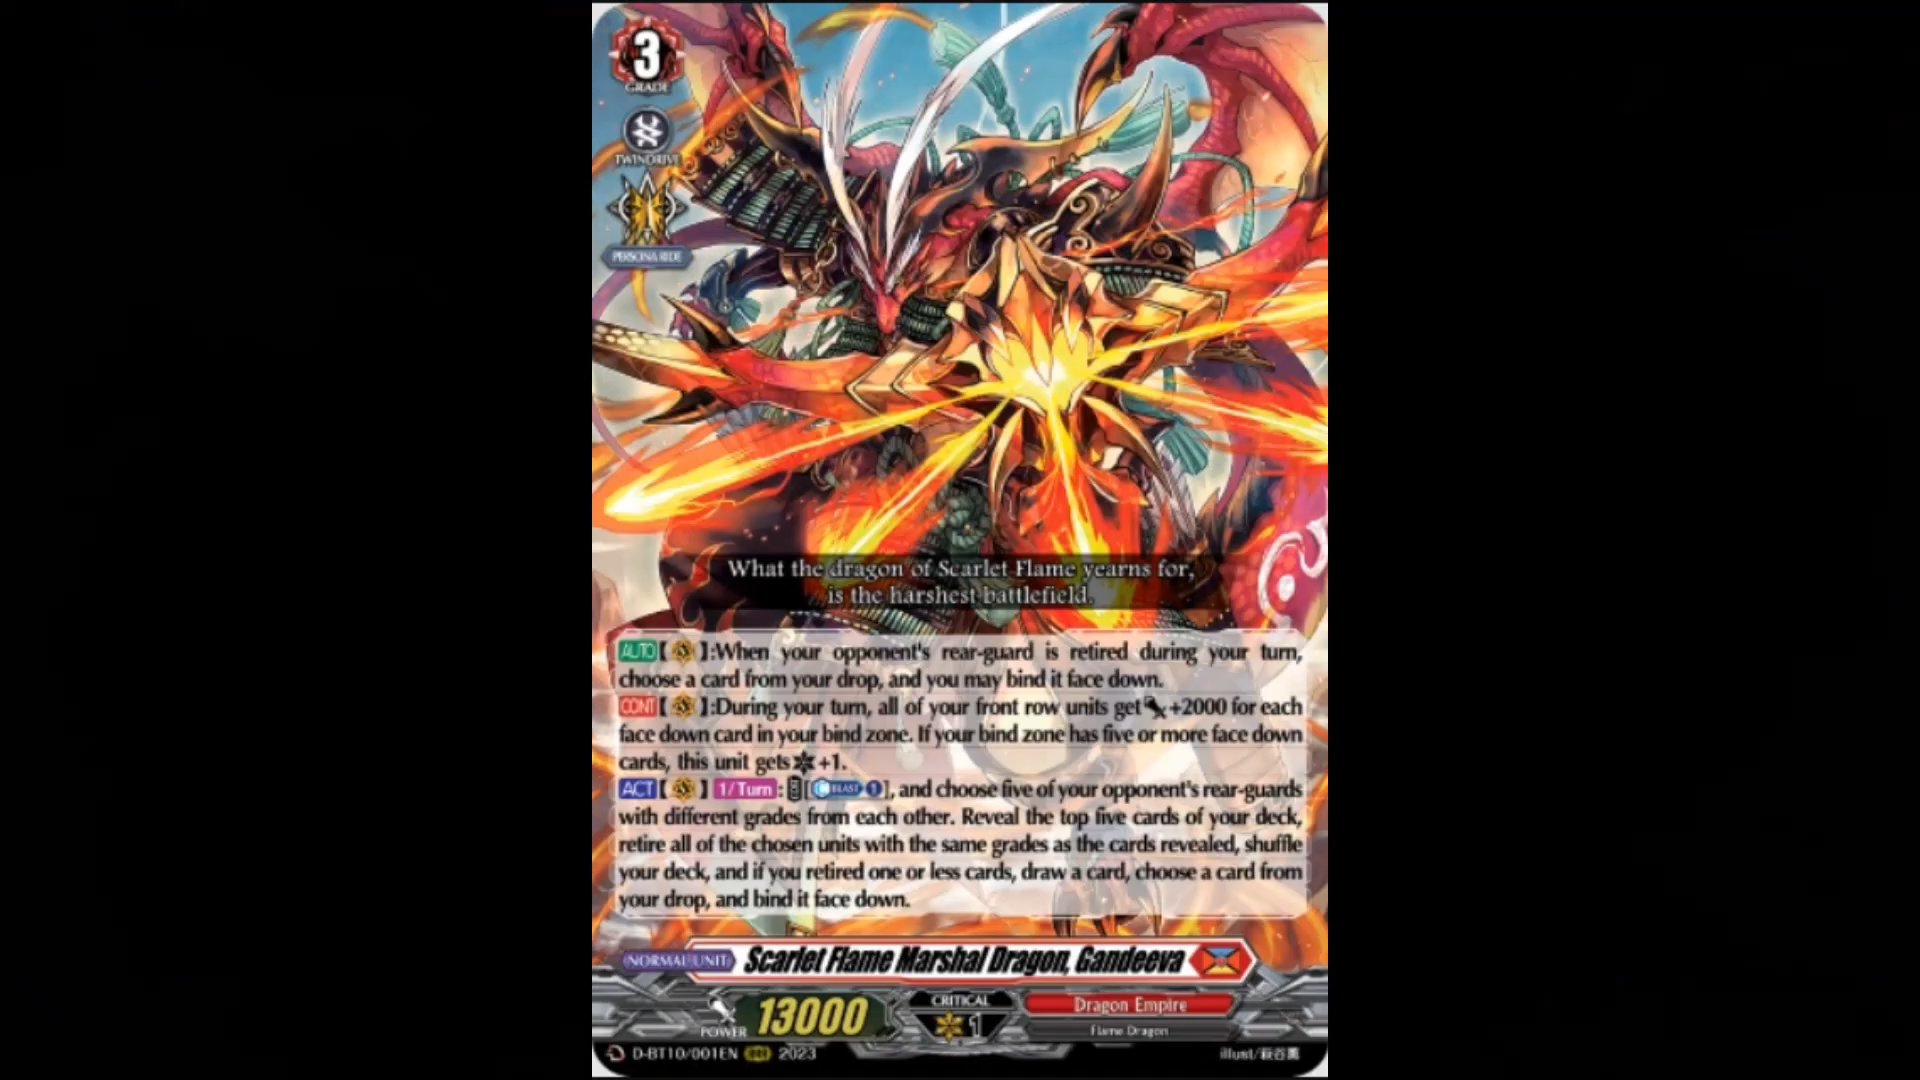 3
GRADE
TWINDRIVE
PERSONA RIDE
What the dragon of Scarlet Flame yearns for,
is the harshest battlefield.
AUTO【 】:When your opponent's rear-guard is retired during your turn,
choose a card from your drop, and you may bind it face down.
CONT【 】:During your turn, all of your front row units get +2000 for each
face down card in your bind zone. If your bind zone has five or more face down
cards, this unit gets +1.
ACT【 】1/Turn: [ BLAST 1], and choose five of your opponent's rear-guards
with different grades from each other. Reveal the top five cards of your deck,
retire all of the chosen units with the same grades as the cards revealed, shuffle
your deck, and if you retired one or less cards, draw a card, choose a card from
your drop, and bind it face down.
NORMAL UNIT Scarlet Flame Marshal Dragon, Gandeeva
POWER 13000 CRITICAL 1 Dragon Empire
Flame Dragon
D-BT10/001EN RRR 2023 illust/萩谷薫